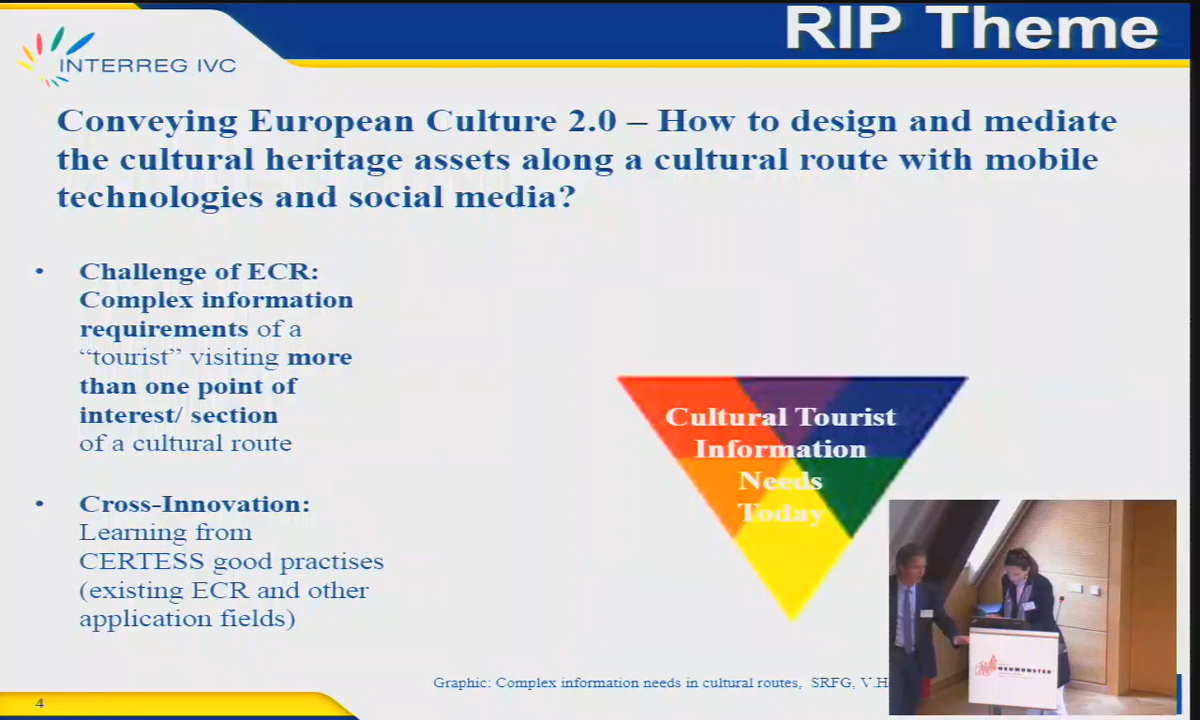 RIP Theme
INTERREG IVC
Conveying European Culture 2.0 – How to design and mediate
the cultural heritage assets along a cultural route with mobile
technologies and social media?
• Challenge of ECR:
Complex information
requirements of a
“tourist” visiting more
than one point of
interest/ section
of a cultural route
• Cross-Innovation:
Learning from
CERTESS good practises
(existing ECR and other
application fields)
Cultural Tourist
Information
Needs
Today
Graphic: Complex information needs in cultural routes, SRFG, V.H
NEUMÜNSTER
4